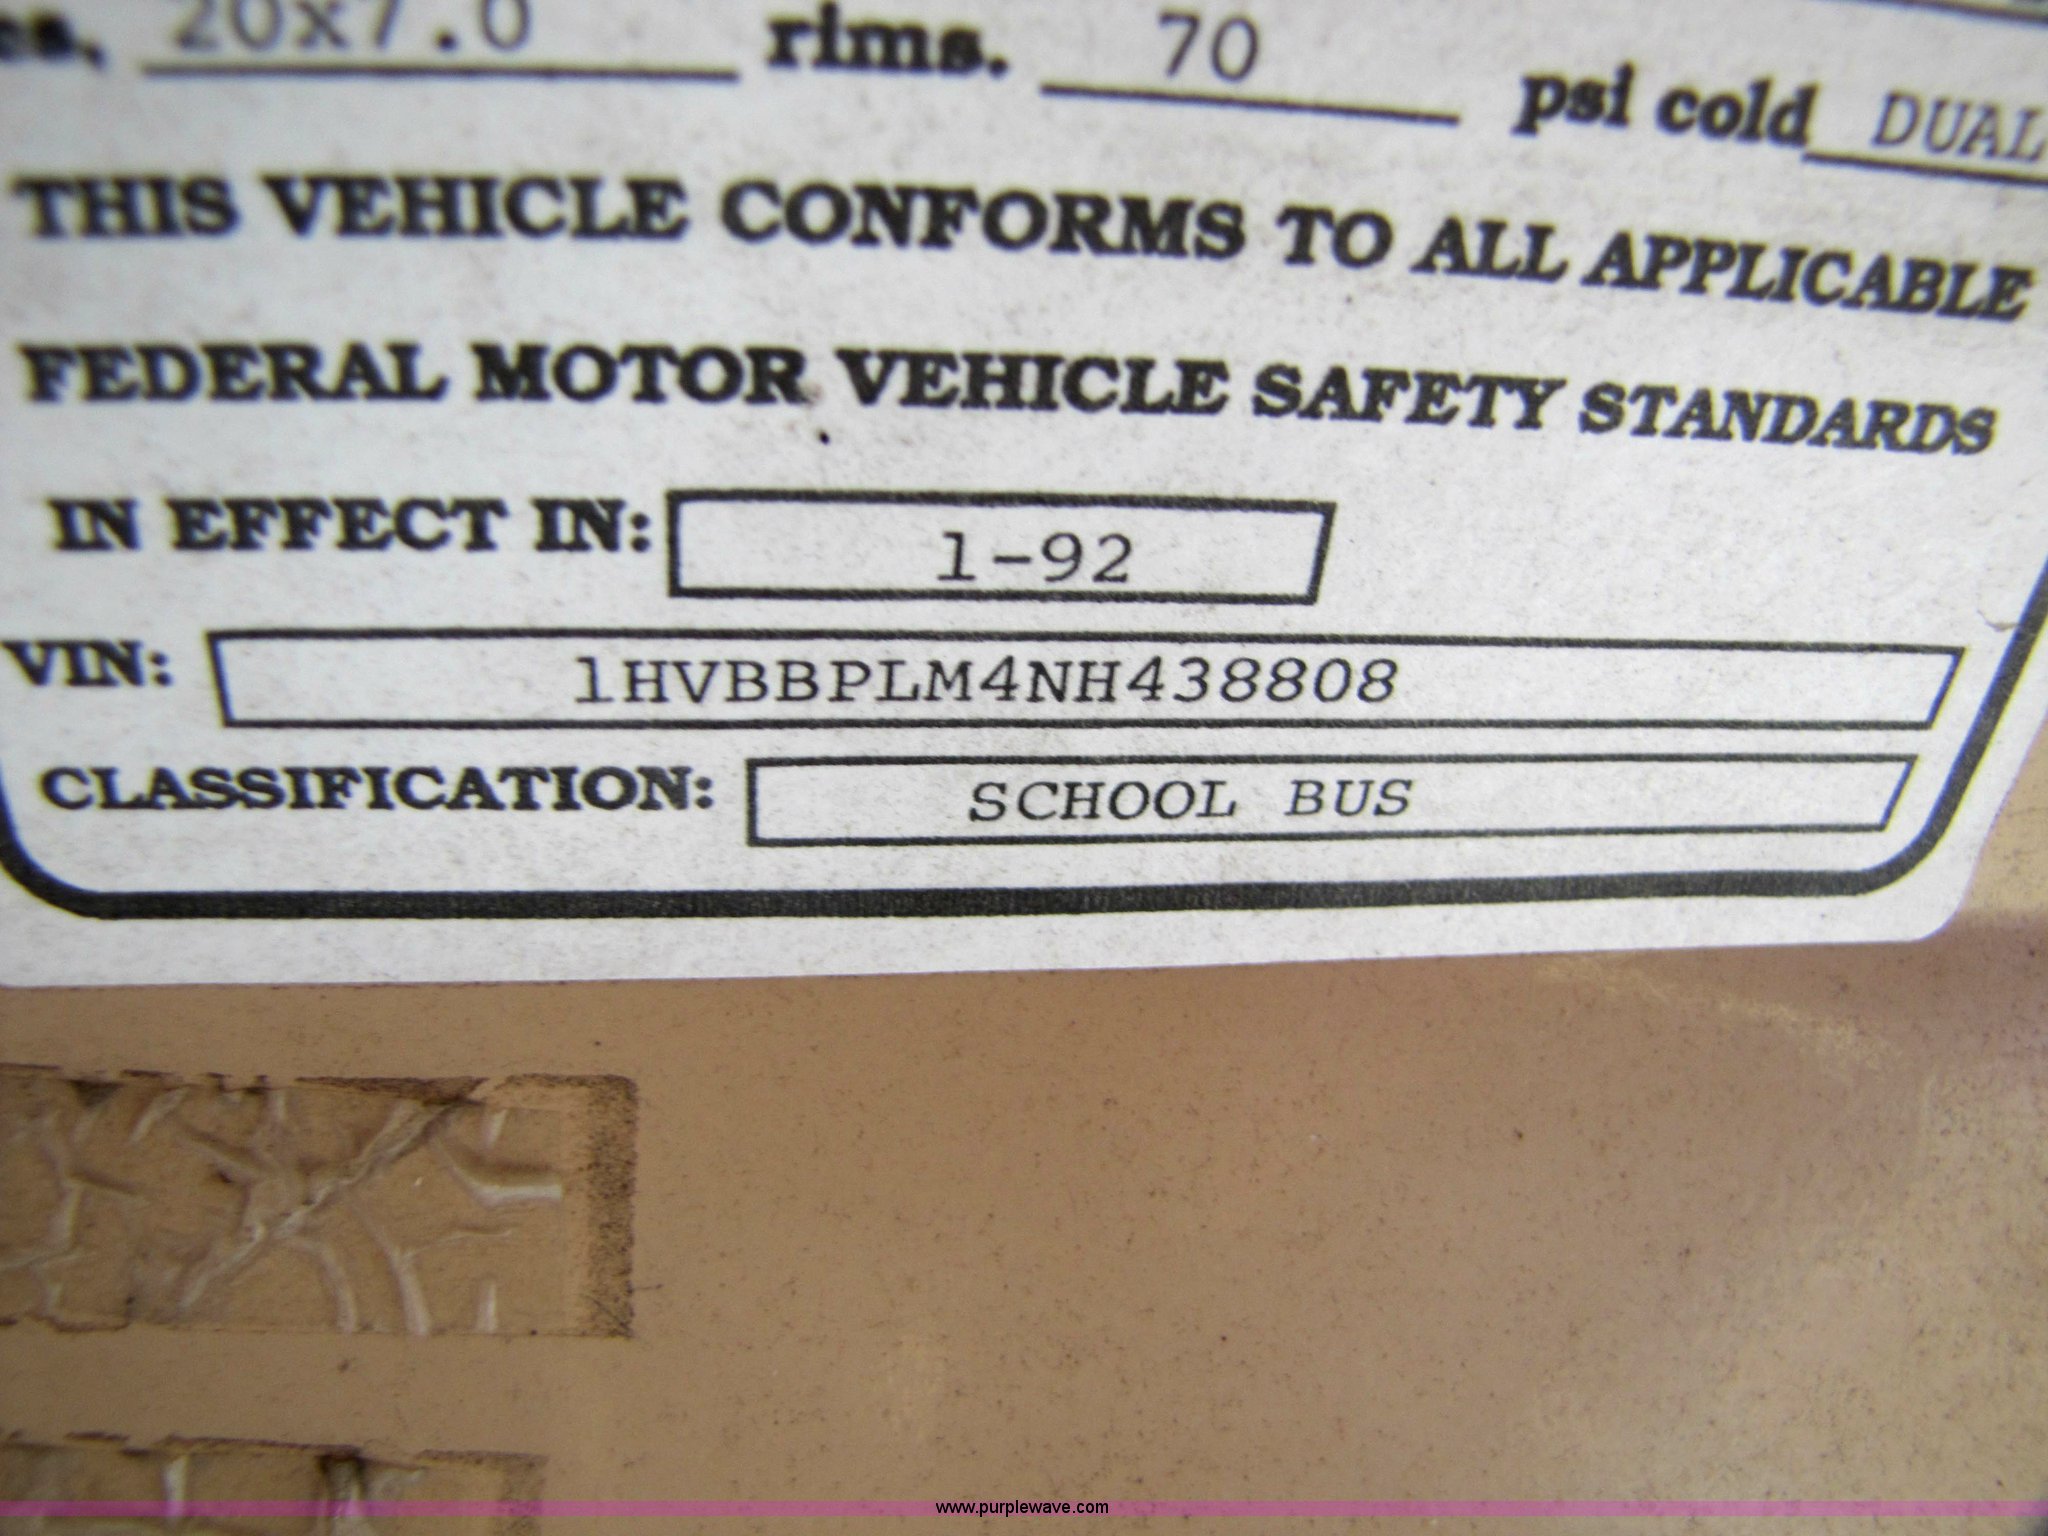 20x7.0 rims. 70 psi cold DUAL
THIS VEHICLE CONFORMS TO ALL APPLICABLE
FEDERAL MOTOR VEHICLE SAFETY STANDARDS
IN EFFECT IN: 1-92
VIN: 1HVBBPLM4NH438808
CLASSIFICATION: SCHOOL BUS
www.purplewave.com